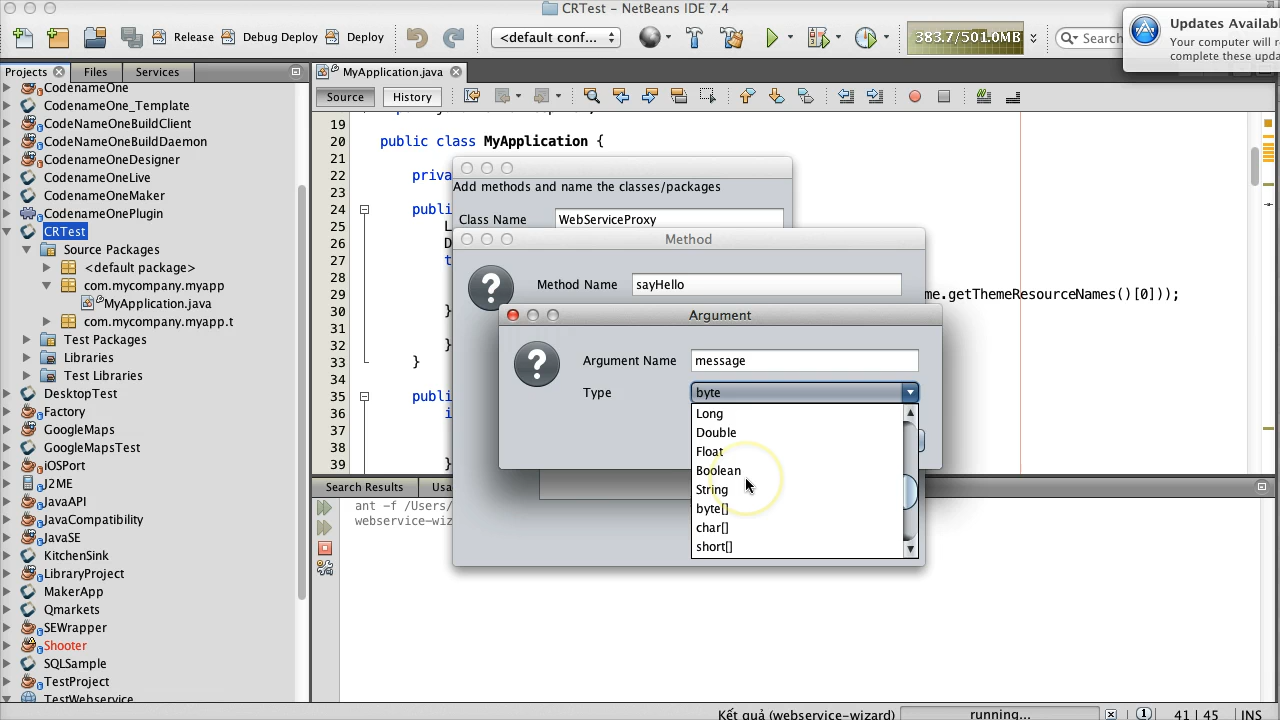 CRTest – NetBeans IDE 7.4
Release
Debug Deploy
Deploy
<default conf...
383.7/501.0MB
Search
Updates Availab
Your computer will r
complete these upda
Projects
Files
Services
MyApplication.java
Source
History
CodenameOne
CodenameOne_Template
CodeNameOneBuildClient
CodeNameOneBuildDaemon
CodenameOneDesigner
CodenameOneLive
CodenameOneMaker
CodenameOnePlugin
CRTest
Source Packages
<default package>
com.mycompany.myapp
MyApplication.java
com.mycompany.myapp.t
Test Packages
Libraries
Test Libraries
DesktopTest
Factory
GoogleMaps
GoogleMapsTest
iOSPort
J2ME
JavaAPI
JavaCompatibility
JavaSE
KitchenSink
LibraryProject
MakerApp
Qmarkets
SEWrapper
Shooter
SQLSample
TestProject
TestWebservice
19
20 public class MyApplication {
21
22 priva
23
24 publi
25 L
26 D
27 t
28
29 me.getThemeResourceNames()[0]));
30 }
31
32 }
33 }
34
35 publi
36 i
37
38 }
39
Add methods and name the classes/packages
Class Name WebServiceProxy
Method
Method Name sayHello
Argument
Argument Name message
Type byte
Long
Double
Float
Boolean
String
byte[]
char[]
short[]
Search Results
Usa
ant -f /Users/
webservice-wiz
Kết quả (webservice-wizard)
running...
1
41 | 45
INS